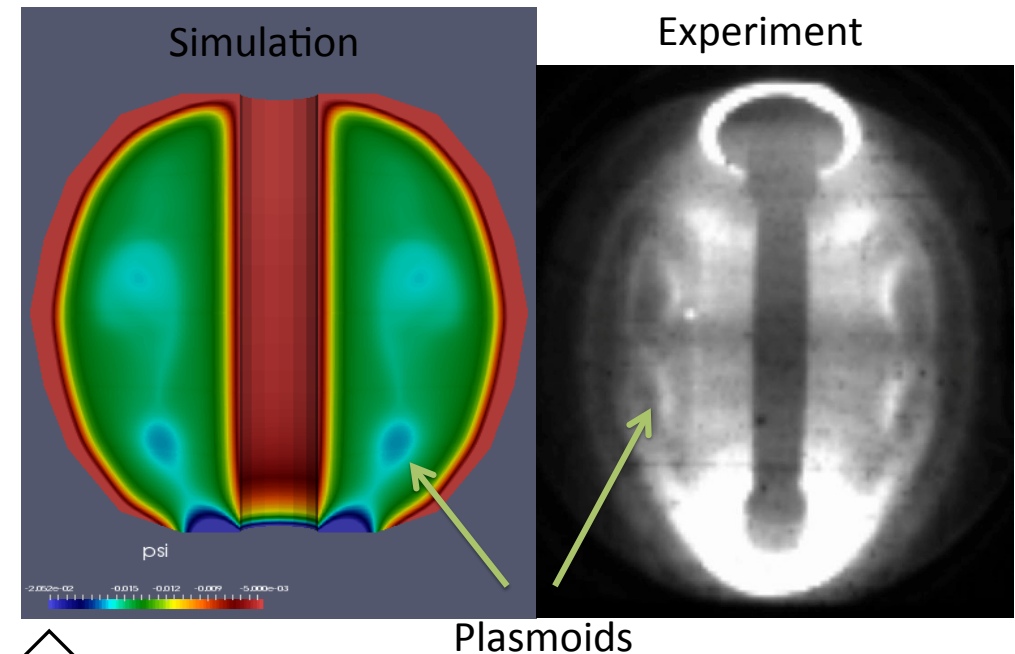 Simulation
Experiment
psi
-2.052e-02 -0.015 -0.012 -0.009 -5.000e-03
Plasmoids